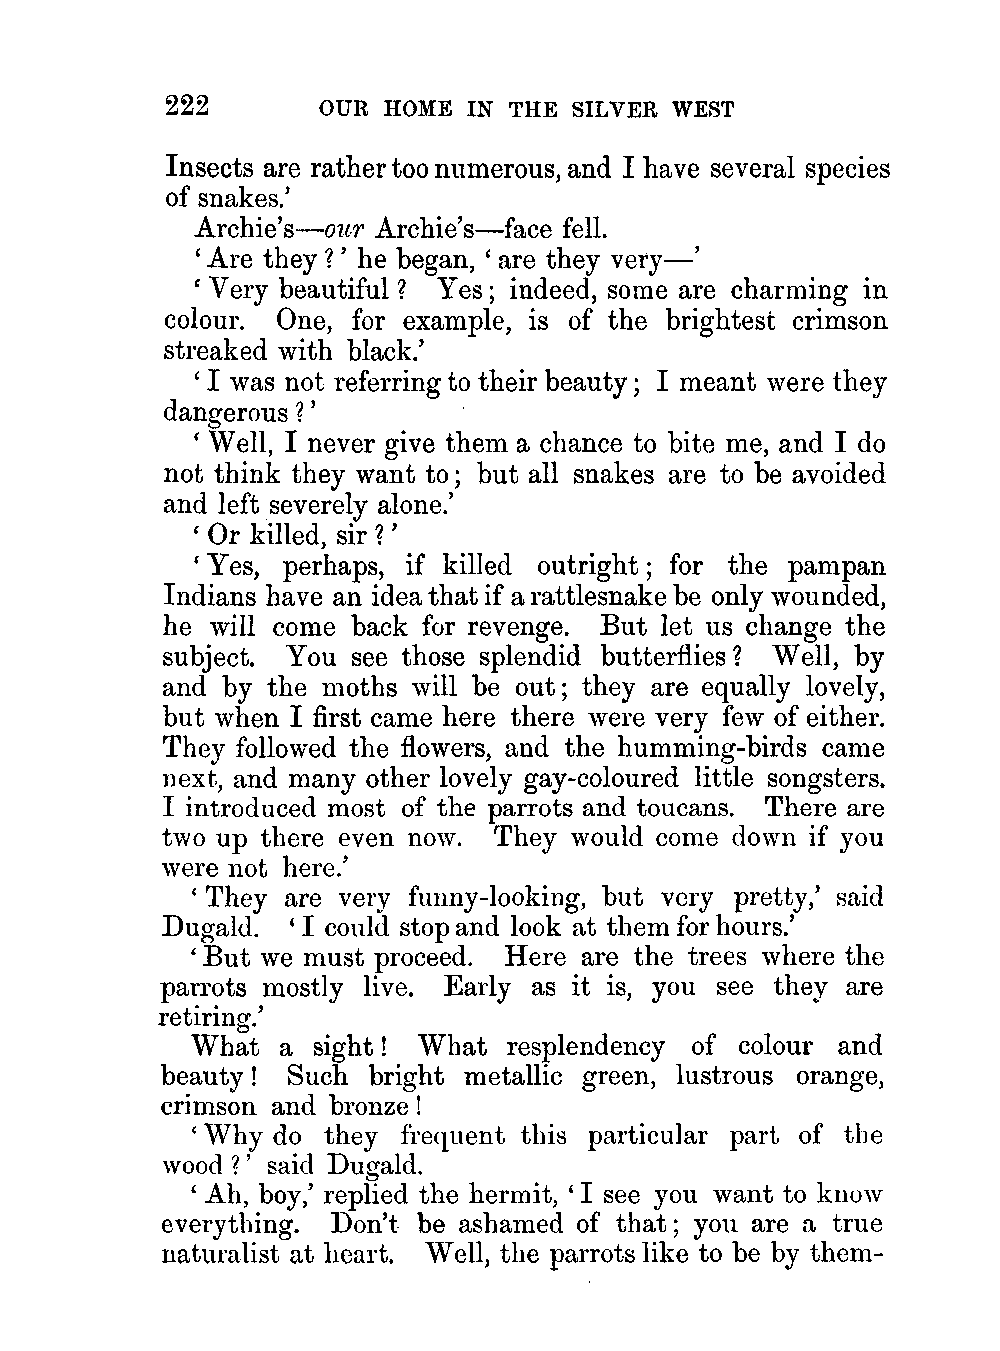 222 OUR HOME IN THE SILVER WEST
Insects are rather too numerous, and I have several species
of snakes.’
Archie’s—our Archie’s—face fell.
‘Are they?’ he began, ‘are they very—’
‘Very beautiful? Yes; indeed, some are charming in
colour. One, for example, is of the brightest crimson
streaked with black.’
‘I was not referring to their beauty; I meant were they
dangerous?’
‘Well, I never give them a chance to bite me, and I do
not think they want to; but all snakes are to be avoided
and left severely alone.’
‘Or killed, sir?’
‘Yes, perhaps, if killed outright; for the pampan
Indians have an idea that if a rattlesnake be only wounded,
he will come back for revenge. But let us change the
subject. You see those splendid butterflies? Well, by
and by the moths will be out; they are equally lovely,
but when I first came here there were very few of either.
They followed the flowers, and the humming-birds came
next, and many other lovely gay-coloured little songsters.
I introduced most of the parrots and toucans. There are
two up there even now. They would come down if you
were not here.’
‘They are very funny-looking, but very pretty,’ said
Dugald. ‘I could stop and look at them for hours.’
‘But we must proceed. Here are the trees where the
parrots mostly live. Early as it is, you see they are
retiring.’
What a sight! What resplendency of colour and
beauty! Such bright metallic green, lustrous orange,
crimson and bronze!
‘Why do they frequent this particular part of the
wood?’ said Dugald.
‘Ah, boy,’ replied the hermit, ‘I see you want to know
everything. Don’t be ashamed of that; you are a true
naturalist at heart. Well, the parrots like to be by them-